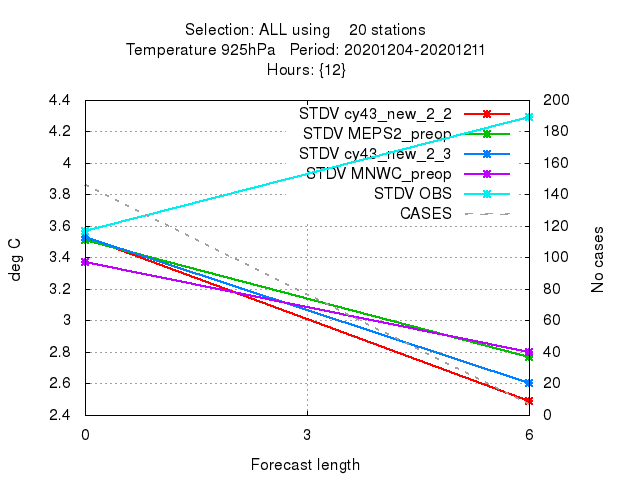 Selection: ALL using 20 stations
Temperature 925hPa Period: 20201204-20201211
Hours: {12}
4.4
4.2
4
3.8
3.6
3.4
3.2
3
2.8
2.6
2.4
deg C
STDV cy43_new_2_2
STDV MEPS2_preop
STDV cy43_new_2_3
STDV MNWC_preop
STDV OBS
CASES
200
180
160
140
120
100
80
60
40
20
0
No cases
0 3 6
Forecast length